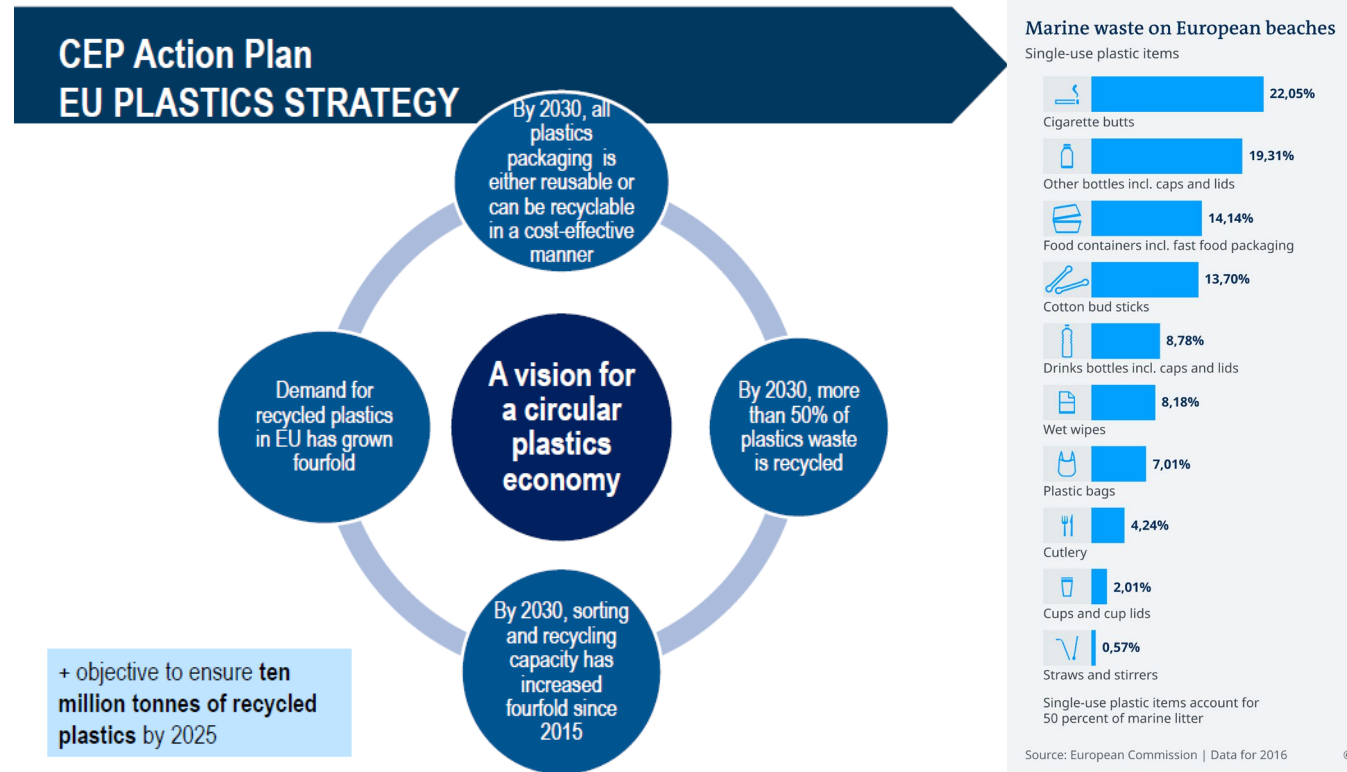 CEP Action Plan
EU PLASTICS STRATEGY
By 2030, all
plastics
packaging is
either reusable or
can be recyclable
in a cost-effective
manner
Demand for
recycled plastics
in EU has grown
fourfold
A vision for
a circular
plastics
economy
By 2030, more
than 50% of
plastics waste
is recycled
By 2030, sorting
and recycling
capacity has
increased
fourfold since
2015
+ objective to ensure ten
million tonnes of recycled
plastics by 2025
Marine waste on European beaches
Single-use plastic items
22,05%
Cigarette butts
19,31%
Other bottles incl. caps and lids
14,14%
Food containers incl. fast food packaging
13,70%
Cotton bud sticks
8,78%
Drinks bottles incl. caps and lids
8,18%
Wet wipes
7,01%
Plastic bags
4,24%
Cutlery
2,01%
Cups and cup lids
0,57%
Straws and stirrers
Single-use plastic items account for
50 percent of marine litter
Source: European Commission | Data for 2016